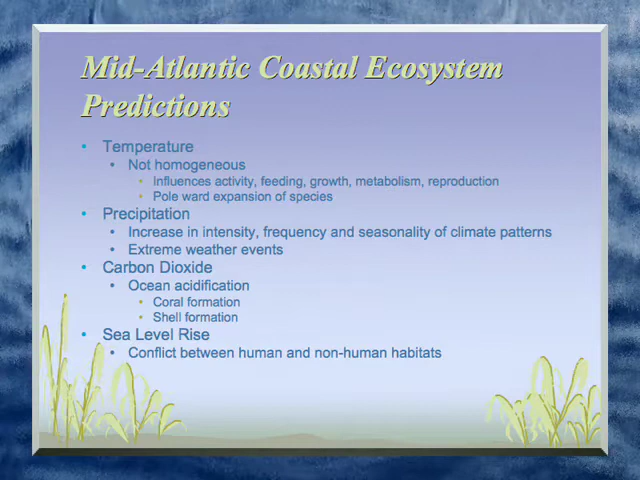 Mid-Atlantic Coastal Ecosystem
Predictions
• Temperature
• Not homogeneous
• Influences activity, feeding, growth, metabolism, reproduction
• Pole ward expansion of species
• Precipitation
• Increase in intensity, frequency and seasonality of climate patterns
• Extreme weather events
• Carbon Dioxide
• Ocean acidification
• Coral formation
• Shell formation
• Sea Level Rise
• Conflict between human and non-human habitats